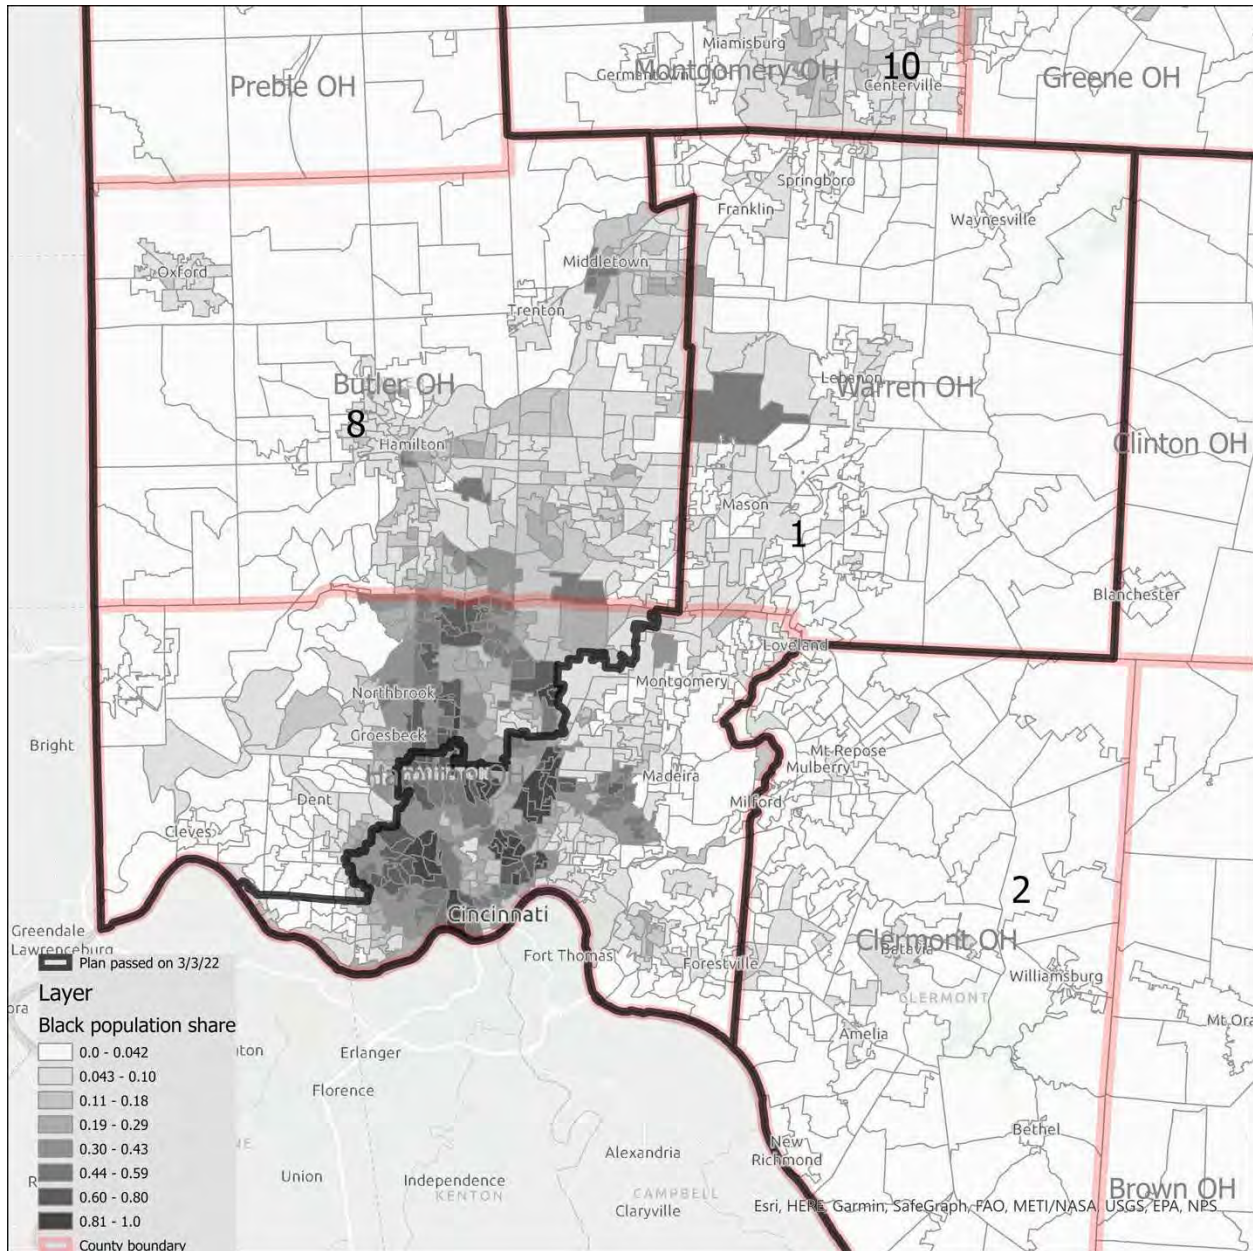 Miamisburg
Germantown
Montgomery OH
10
Centerville
Preble OH
Greene OH
Springboro
Franklin
Waynesville
Oxford
Middletown
Trenton
Butler OH
Lebanon
Warren OH
8
Hamilton
Clinton OH
Mason
1
Blanchester
Loveland
Montgomery
Northbrook
Groesbeck
Bright
Mt Repose
Mulberry
Madeira
Dent
Milford
Cleves
2
Cincinnati
Greendale
Lawrenceburg
Clermont OH
Batavia
Fort Thomas
Forestville
Williamsburg
CLERMONT
Plan passed on 3/3/22
Layer
Black population share
0.0 - 0.042
0.043 - 0.10
0.11 - 0.18
0.19 - 0.29
0.30 - 0.43
0.44 - 0.59
0.60 - 0.80
0.81 - 1.0
County boundary
Amelia
Erlanger
Florence
Bethel
New
Richmond
Alexandria
Union
Independence
KENTON
CAMPBELL
Claryville
Brown OH
Esri, HERE, Garmin, SafeGraph, FAO, METI/NASA, USGS, EPA, NPS